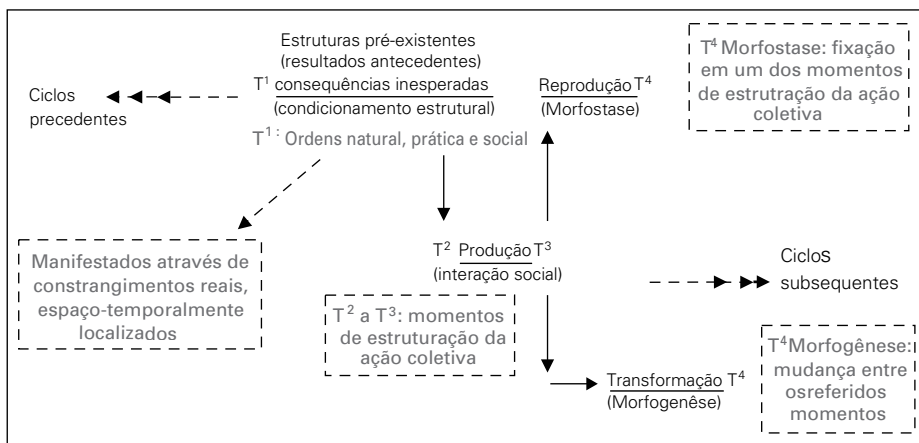 Estruturas pré-existentes
(resultados antecedentes)
T¹ consequências inesperadas
(condicionamento estrutural)
T¹ : Ordens natural, prática e social
Ciclos
precedentes
Reprodução T⁴
(Morfostase)
T⁴ Morfostase: fixação
em um dos momentos
de estrutração da ação
coletiva
Manifestados através de
constrangimentos reais,
espaço-temporalmente
localizados
T² Produção T³
(interação social)
T² a T³: momentos
de estruturação da
ação coletiva
Ciclos
subsequentes
Transformação T⁴
(Morfogenêse)
T⁴ Morfogênese:
mudança entre
osreferidos
momentos